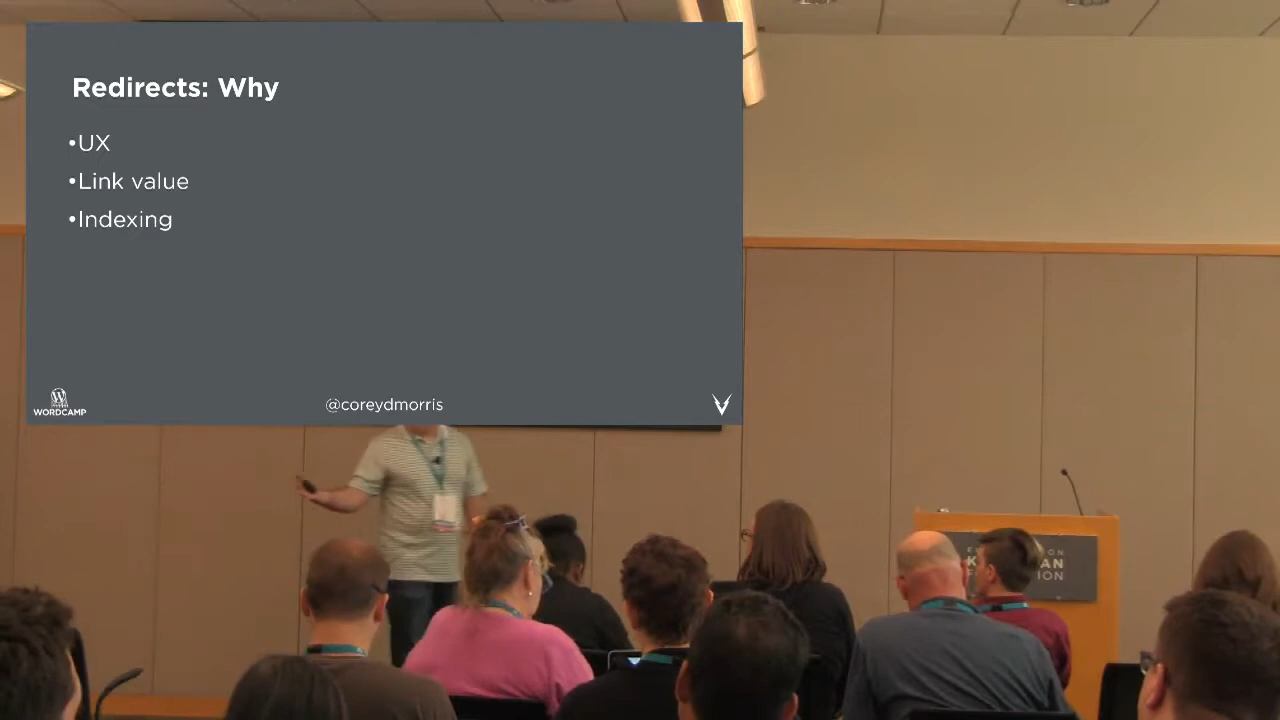 Redirects: Why
•UX
•Link value
•Indexing
WORDCAMP
@coreydmorris